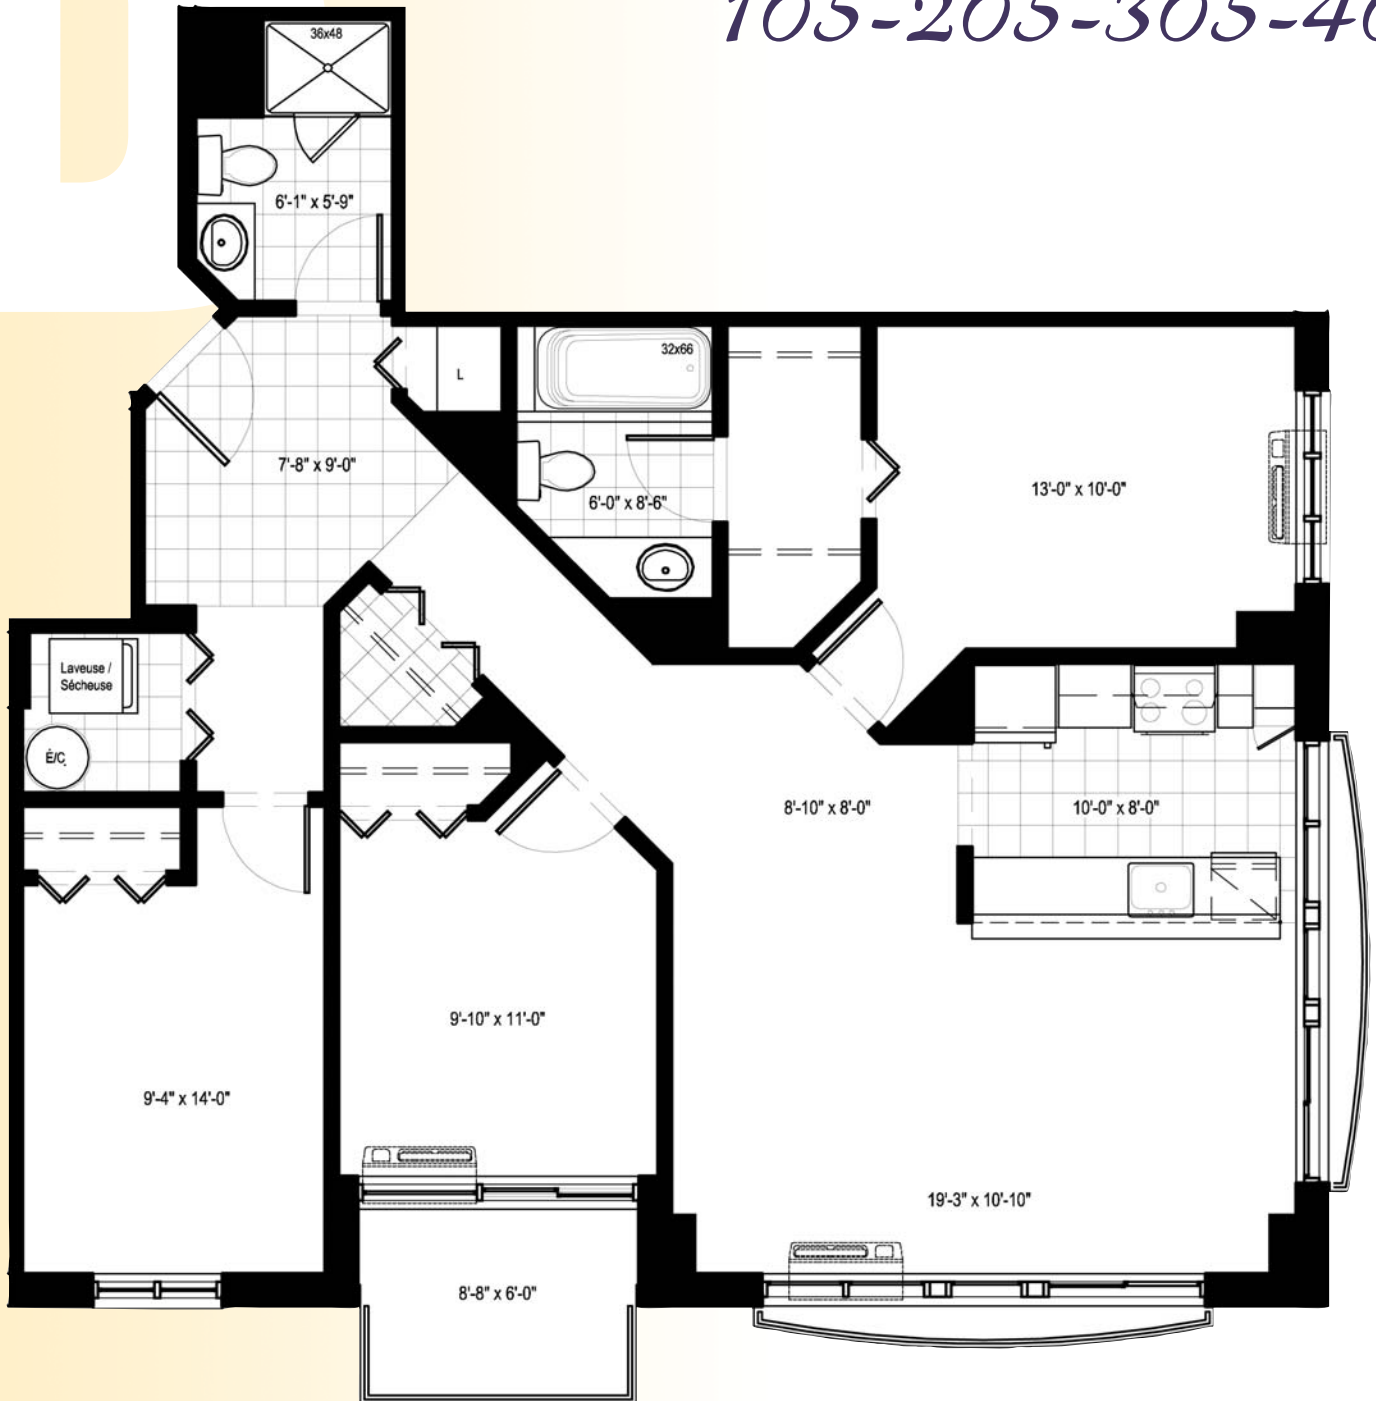 105-205-305-40
36x48
6'-1" x 5'-9"
32x66
L
7'-8" x 9'-0"
6'-0" x 8'-6"
13'-0" x 10'-0"
Laveuse /
Sécheuse
É/C.
8'-10" x 8'-0"
10'-0" x 8'-0"
9'-10" x 11'-0"
9'-4" x 14'-0"
19'-3" x 10'-10"
8'-8" x 6'-0"